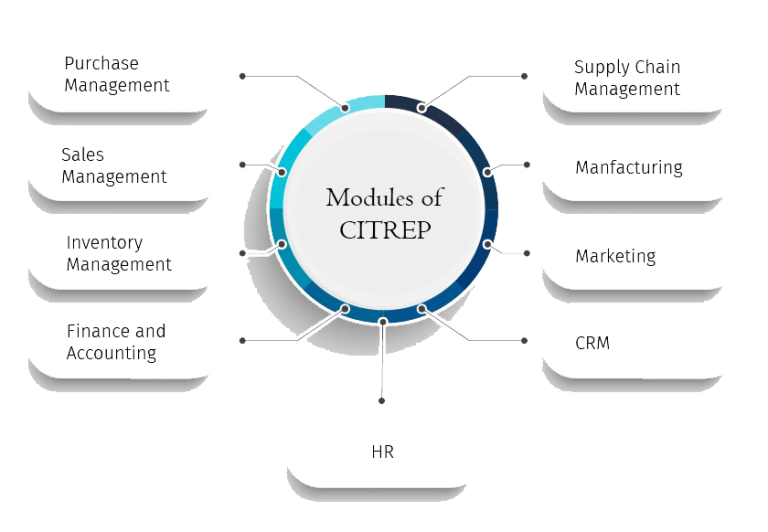 Purchase
Management
Sales
Management
Inventory
Management
Finance and
Accounting
Modules of
CITREP
Supply Chain
Management
Manfacturing
Marketing
CRM
HR